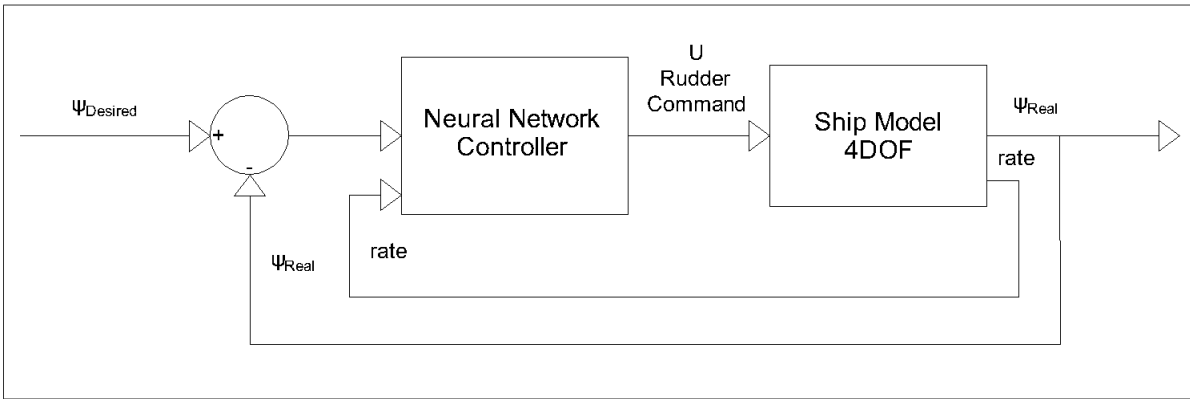 ΨDesired
+
-
Neural Network
Controller
U
Rudder
Command
Ship Model
4DOF
ΨReal
rate
rate
ΨReal